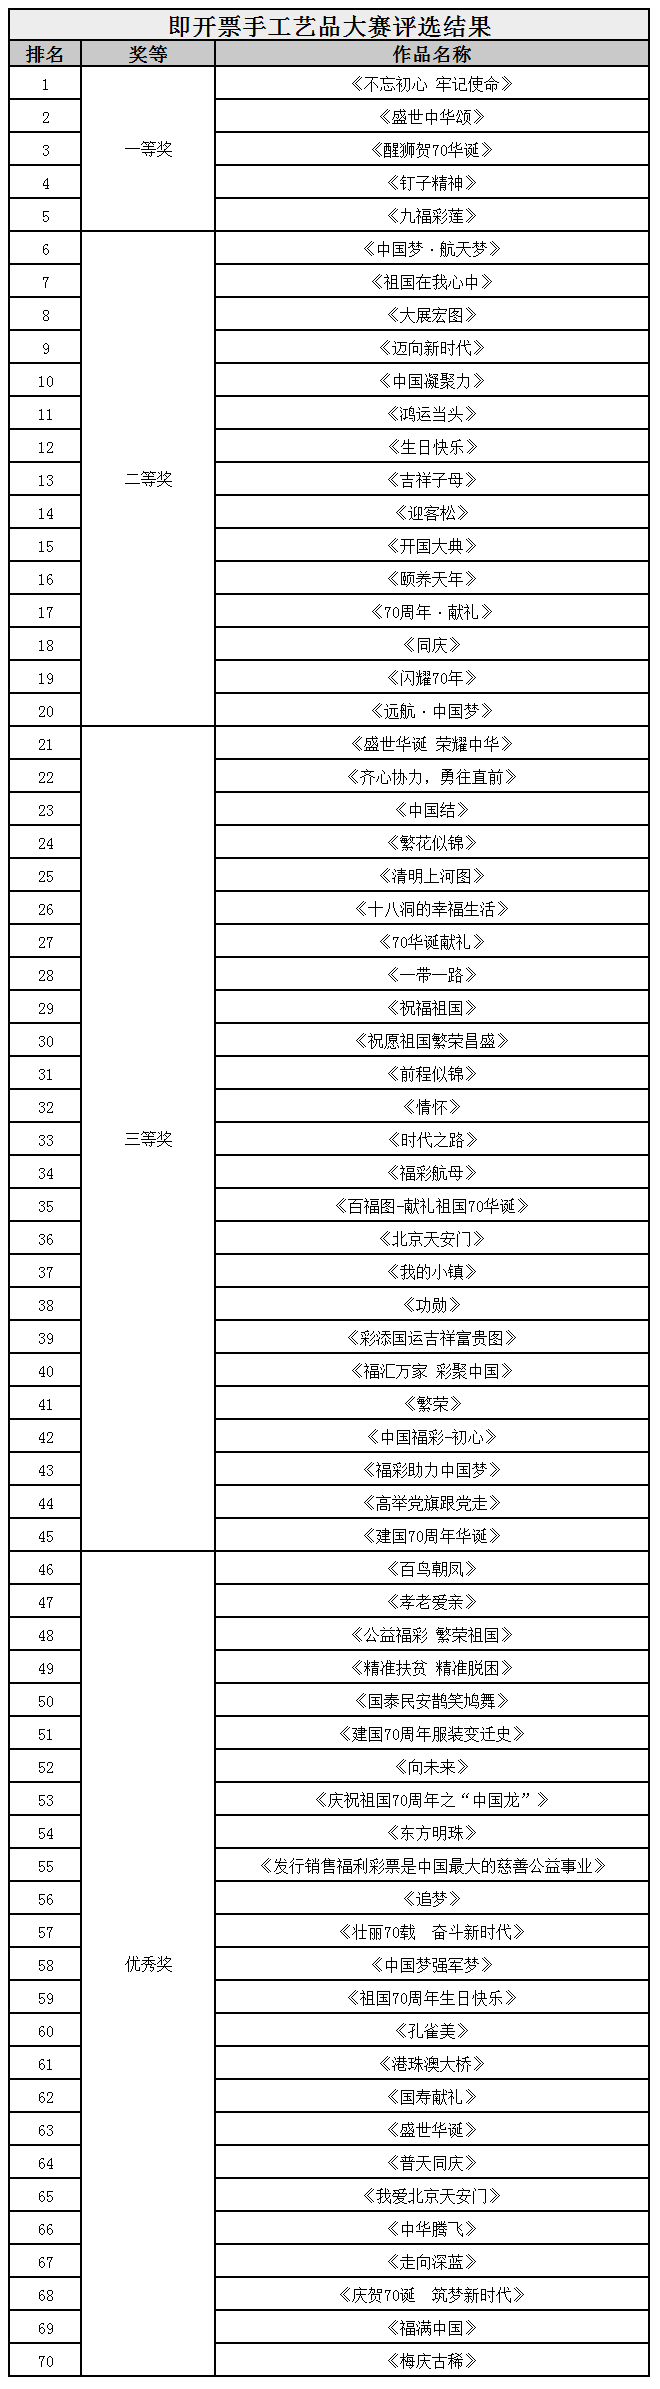 即开票手工艺品大赛评选结果
排名 奖等 作品名称
1 《不忘初心 牢记使命》
2 《盛世中华颂》
3 一等奖 《醒狮贺70华诞》
4 《钉子精神》
5 《九福彩莲》
6 《中国梦·航天梦》
7 《祖国在我心中》
8 《大展宏图》
9 《迈向新时代》
10 《中国凝聚力》
11 《鸿运当头》
12 《生日快乐》
13 二等奖 《吉祥子母》
14 《迎客松》
15 《开国大典》
16 《颐养天年》
17 《70周年·献礼》
18 《同庆》
19 《闪耀70年》
20 《远航·中国梦》
21 《盛世华诞 荣耀中华》
22 《齐心协力，勇往直前》
23 《中国结》
24 《繁花似锦》
25 《清明上河图》
26 《十八洞的幸福生活》
27 《70华诞献礼》
28 《一带一路》
29 《祝福祖国》
30 《祝愿祖国繁荣昌盛》
31 《前程似锦》
32 《情怀》
33 三等奖 《时代之路》
34 《福彩航母》
35 《百福图-献礼祖国70华诞》
36 《北京天安门》
37 《我的小镇》
38 《功勋》
39 《彩添国运吉祥富贵图》
40 《福汇万家 彩聚中国》
41 《繁荣》
42 《中国福彩-初心》
43 《福彩助力中国梦》
44 《高举党旗跟党走》
45 《建国70周年华诞》
46 《百鸟朝凤》
47 《孝老爱亲》
48 《公益福彩 繁荣祖国》
49 《精准扶贫 精准脱困》
50 《国泰民安鹊笑鸠舞》
51 《建国70周年服装变迁史》
52 《向未来》
53 《庆祝祖国70周年之“中国龙”》
54 《东方明珠》
55 《发行销售福利彩票是中国最大的慈善公益事业》
56 《追梦》
57 《壮丽70载　奋斗新时代》
58 优秀奖 《中国梦强军梦》
59 《祖国70周年生日快乐》
60 《孔雀美》
61 《港珠澳大桥》
62 《国寿献礼》
63 《盛世华诞》
64 《普天同庆》
65 《我爱北京天安门》
66 《中华腾飞》
67 《走向深蓝》
68 《庆贺70诞　筑梦新时代》
69 《福满中国》
70 《梅庆古稀》